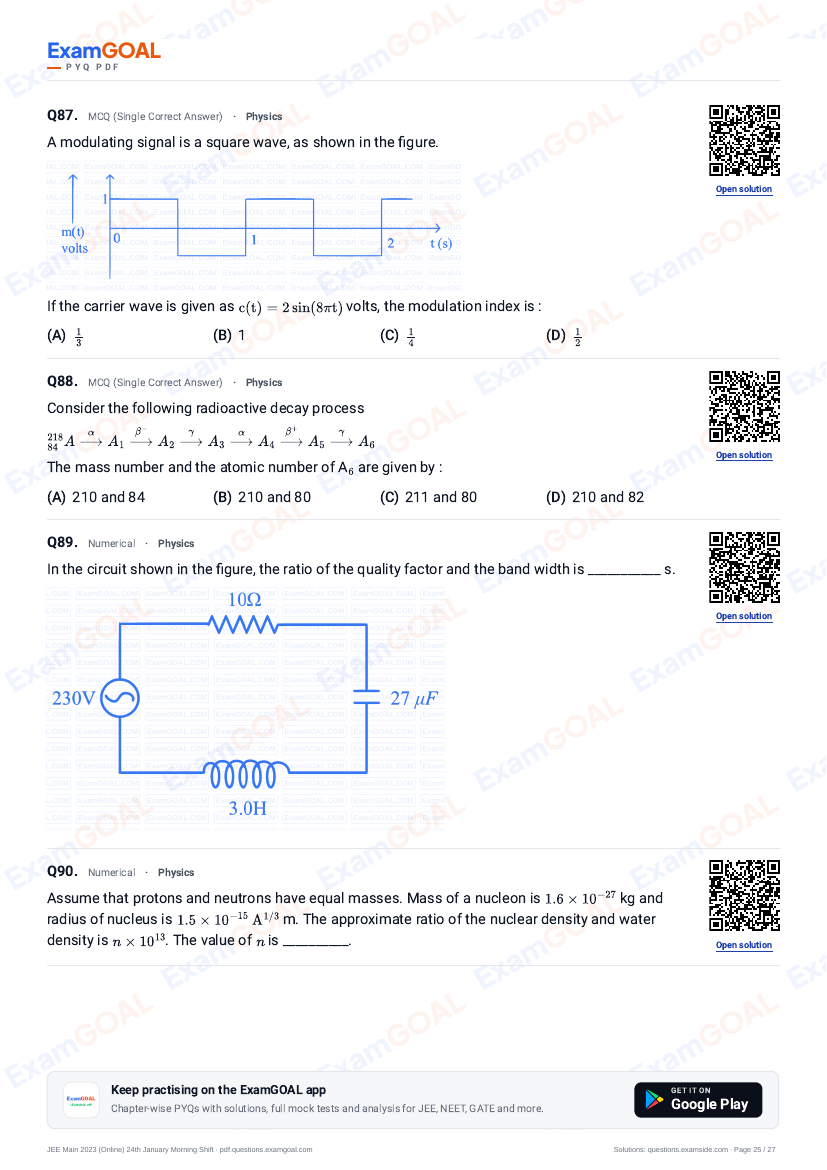 ExamGOAL
PYQ PDF
Q87. MCQ (Single Correct Answer) · Physics
A modulating signal is a square wave, as shown in the figure.
Open solution
1
m(t)
volts
0
1
2
t (s)
If the carrier wave is given as c(t) = 2 sin(8πt) volts, the modulation index is :
(A) 1/3 (B) 1 (C) 1/4 (D) 1/2
Q88. MCQ (Single Correct Answer) · Physics
Consider the following radioactive decay process
Open solution
²¹⁸₈₄A —α→ A₁ —β⁻→ A₂ —γ→ A₃ —α→ A₄ —β⁺→ A₅ —γ→ A₆
The mass number and the atomic number of A₆ are given by :
(A) 210 and 84 (B) 210 and 80 (C) 211 and 80 (D) 210 and 82
Q89. Numerical · Physics
In the circuit shown in the figure, the ratio of the quality factor and the band width is __________ s.
Open solution
10Ω
230V
27 μF
3.0H
Q90. Numerical · Physics
Assume that protons and neutrons have equal masses. Mass of a nucleon is 1.6 × 10⁻²⁷ kg and
radius of nucleus is 1.5 × 10⁻¹⁵ A^1/3 m. The approximate ratio of the nuclear density and water
density is n × 10¹³. The value of n is __________.
Open solution
ExamGOAL
Keep practising on the ExamGOAL app
Chapter-wise PYQs with solutions, full mock tests and analysis for JEE, NEET, GATE and more.
GET IT ON
Google Play
JEE Main 2023 (Online) 24th January Morning Shift · pdf.questions.examgoal.com
Solutions: questions.examside.com · Page 25 / 27